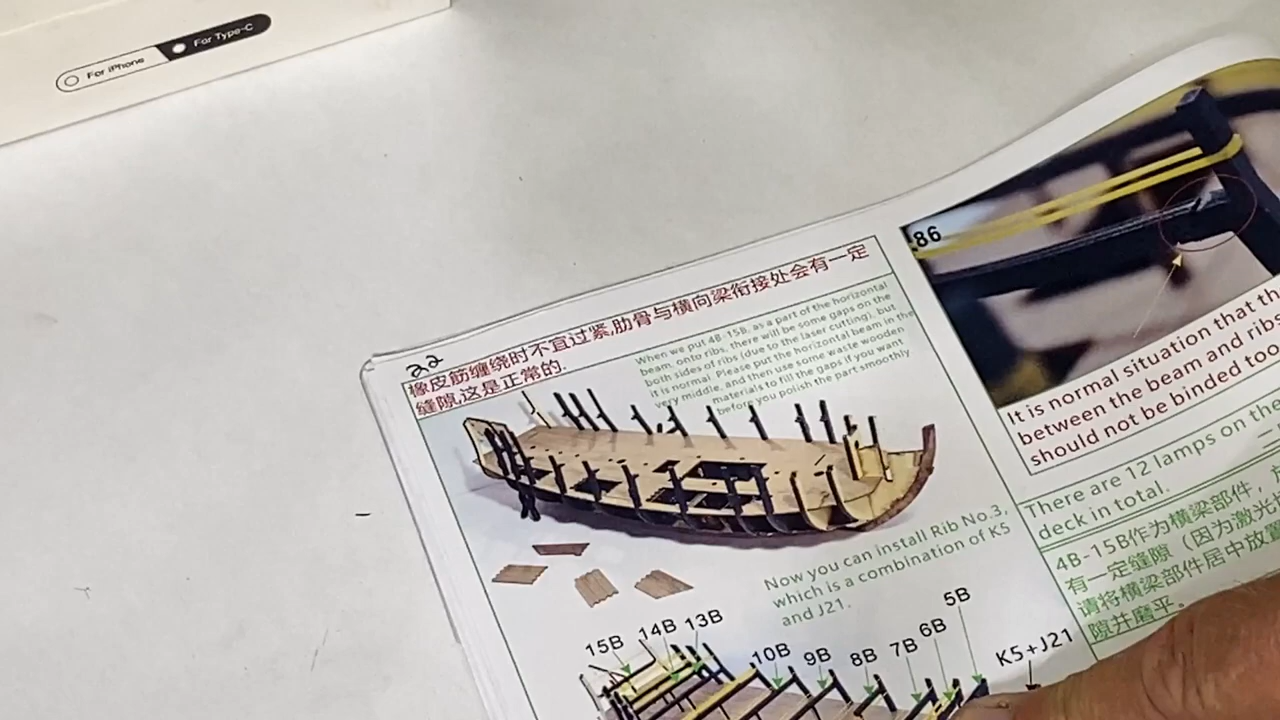 For iPhone
For Type-C
22
橡皮筋缠绕时不宜过紧,肋骨与横向梁衔接处会有一定
缝隙,这是正常的.
When we put 4B-15B, as a part of the horizontal
beam, onto ribs, there will be some gaps on the
both sides of ribs (due to the laser cutting), but
it is normal. Please put the horizontal beam in the
very middle, and then use some waste wooden
materials to fill the gaps if you want
before you polish the part smoothly
Now you can install Rib No.3,
which is a combination of K5
and J21.
15B
14B
13B
10B
9B
8B
7B
6B
5B
K5+J21
86
It is normal situation that th
between the beam and ribs
should not be binded too
There are 12 lamps on the
deck in total.
4B-15B作为横梁部件，
有一定缝隙（因为激光
请将横梁部件居中放置
隙并磨平。